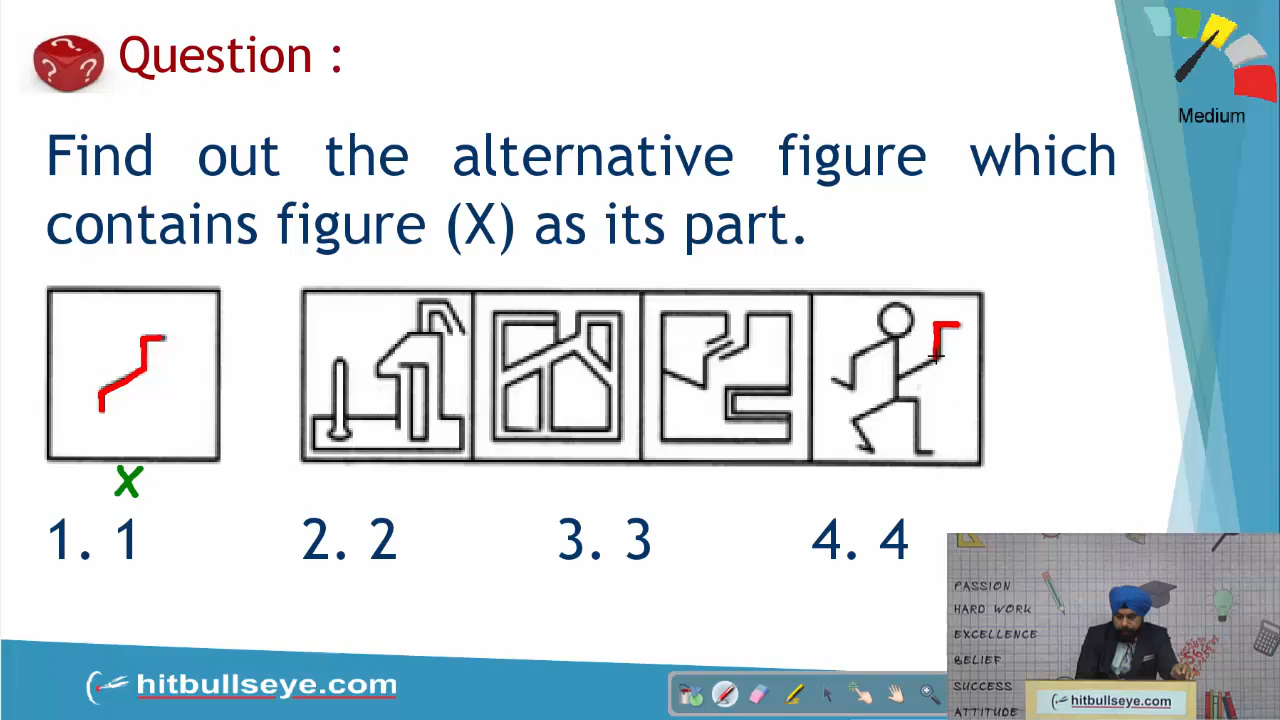 Question :
Medium
Find out the alternative figure which
contains figure (X) as its part.
X
1. 1 2. 2 3. 3 4. 4
PASSION
HARD WORK
EXCELLENCE
BELIEF
SUCCESS
ATTITUDE
hitbullseye.com
hitbullseye.com